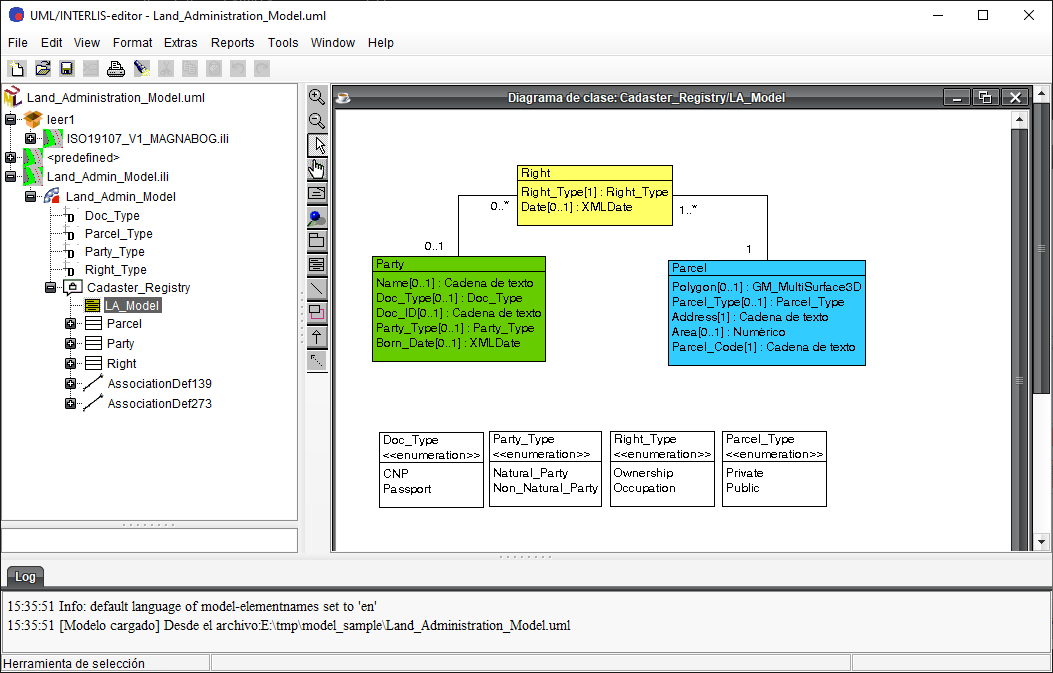 UML/INTERLIS-editor - Land_Administration_Model.uml
File Edit View Format Extras Reports Tools Window Help
Land_Administration_Model.uml
leer1
ISO19107_V1_MAGNABOG.ili
<predefined>
Land_Admin_Model.ili
Land_Admin_Model
Doc_Type
Parcel_Type
Party_Type
Right_Type
Cadaster_Registry
LA_Model
Parcel
Party
Right
AssociationDef139
AssociationDef273
Diagrama de clase: Cadaster_Registry/LA_Model
Right
Right_Type[1] : Right_Type
Date[0..1] : XMLDate
0..*
1..*
0..1
1
Party
Name[0..1] : Cadena de texto
Doc_Type[0..1] : Doc_Type
Doc_ID[0..1] : Cadena de texto
Party_Type[0..1] : Party_Type
Born_Date[0..1] : XMLDate
Parcel
Polygon[0..1] : GM_MultiSurface3D
Parcel_Type[0..1] : Parcel_Type
Address[1] : Cadena de texto
Area[0..1] : Numérico
Parcel_Code[1] : Cadena de texto
Doc_Type
<<enumeration>>
CNP
Passport
Party_Type
<<enumeration>>
Natural_Party
Non_Natural_Party
Right_Type
<<enumeration>>
Ownership
Occupation
Parcel_Type
<<enumeration>>
Private
Public
Log
15:35:51 Info: default language of model-elementnames set to 'en'
15:35:51 [Modelo cargado] Desde el archivo:E:\tmp\model_sample\Land_Administration_Model.uml
Herramienta de selección